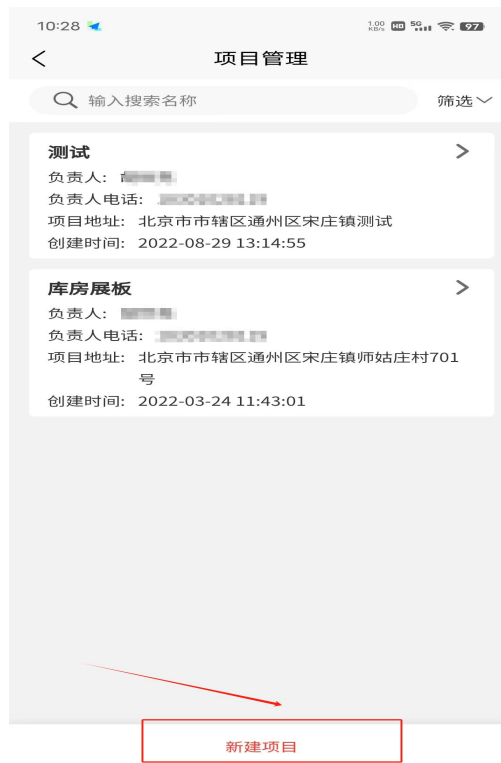 10:28
1.00 KB/s HD 5G 97
项目管理
输入搜索名称
筛选
测试
负责人:
负责人电话:
项目地址: 北京市市辖区通州区宋庄镇测试
创建时间: 2022-08-29 13:14:55
库房展板
负责人:
负责人电话:
项目地址: 北京市市辖区通州区宋庄镇师姑庄村701
号
创建时间: 2022-03-24 11:43:01
新建项目